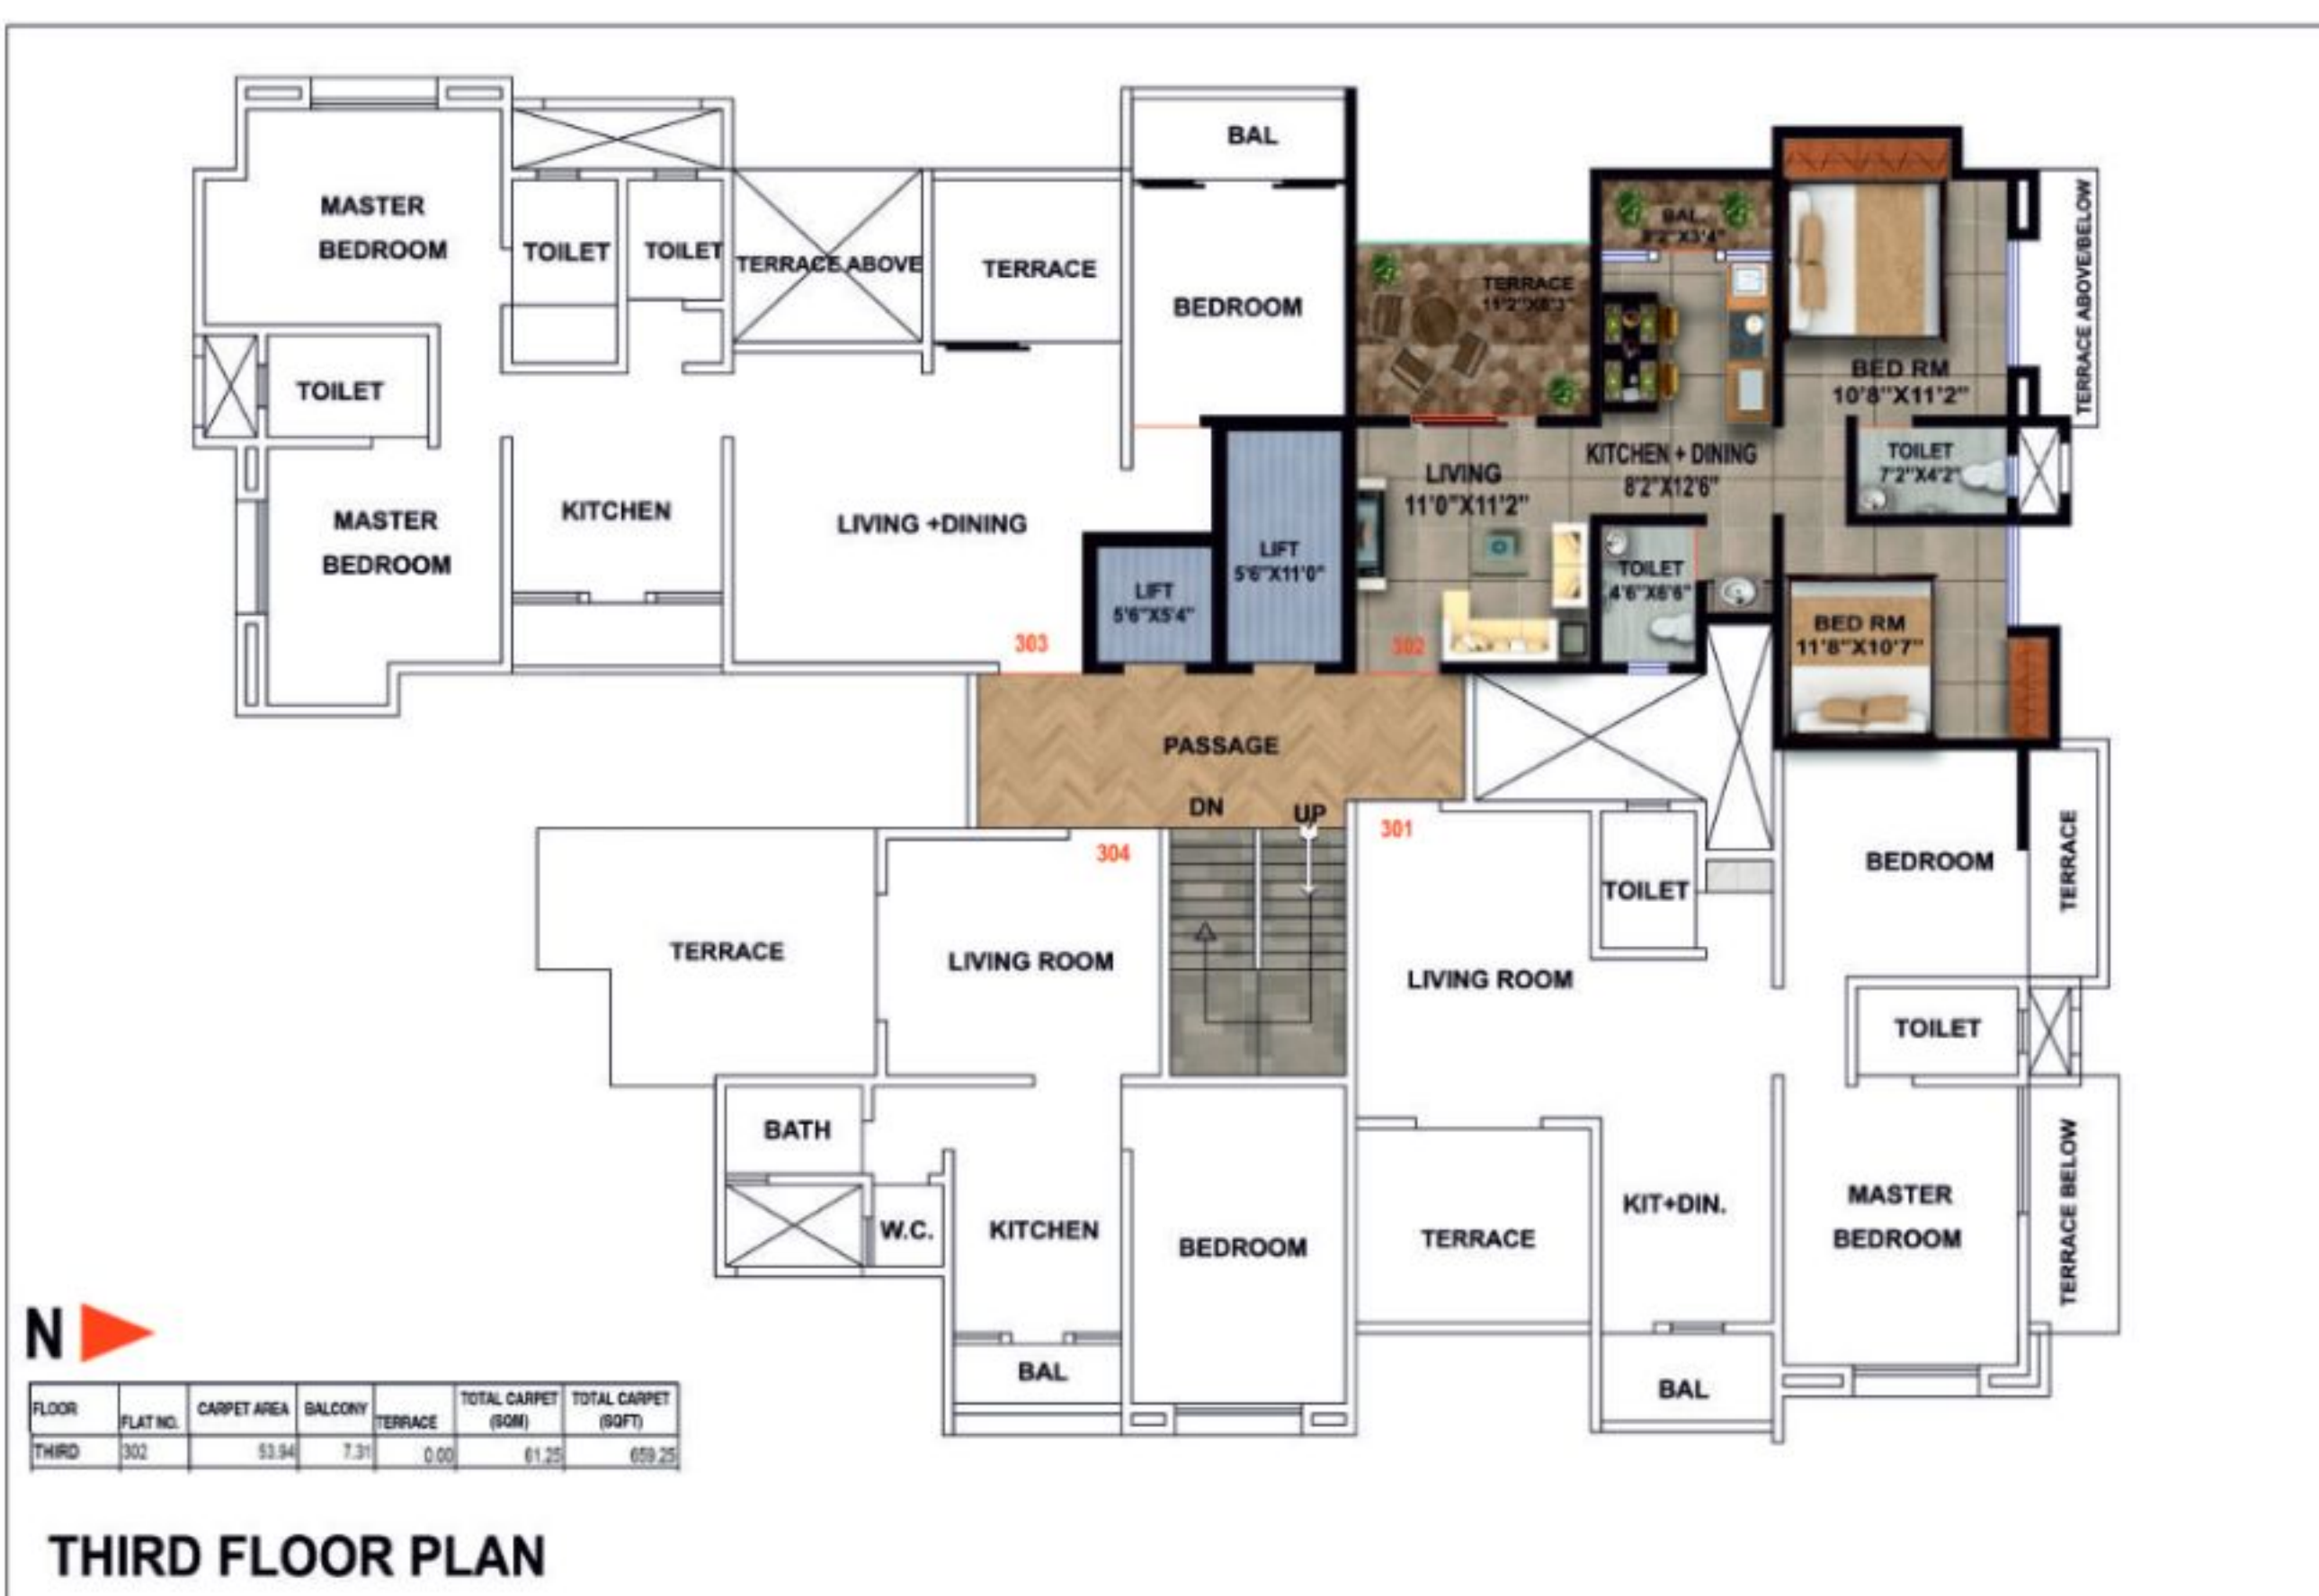 BAL
MASTER
BEDROOM
TOILET
TOILET
TERRACE ABOVE
TERRACE
BEDROOM
TOILET
MASTER
BEDROOM
KITCHEN
LIVING +DINING
303
LIFT
5'6"X5'4"
LIFT
5'6"X11'0"
BAL.
8'2"X3'4"
TERRACE
BED RM
10'8"X11'2"
TERRACE ABOVE/BELOW
LIVING
11'0"X11'2"
KITCHEN + DINING
8'2"X12'6"
TOILET
7'2"X4'2"
TOILET
4'6"X6'6"
302
BED RM
11'8"X10'7"
PASSAGE
DN
UP
304
301
TERRACE
LIVING ROOM
LIVING ROOM
TOILET
BEDROOM
TERRACE
TOILET
BATH
W.C.
KITCHEN
BEDROOM
TERRACE
KIT+DIN.
MASTER
BEDROOM
TERRACE BELOW
BAL
BAL
N
FLOOR FLAT NO. CARPET AREA BALCONY TERRACE TOTAL CARPET (SQM) TOTAL CARPET (SQFT)
THIRD 302 53.94 7.31 0.00 61.25 659.25
THIRD FLOOR PLAN